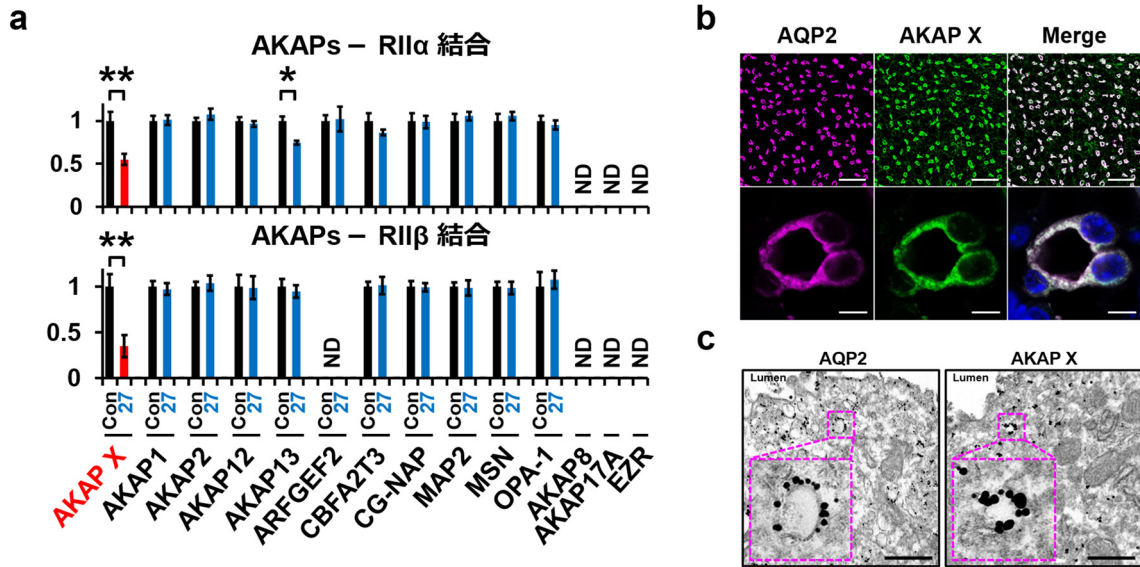 a
AKAPs – RIIα 結合
** *
1
0.5
0
ND ND ND
AKAPs – RIIβ 結合
**
1
0.5
0
ND ND ND ND
Con 27 Con 27 Con 27 Con 27 Con 27 Con 27 Con 27 Con 27 Con 27 Con 27 Con 27
AKAP X
AKAP1
AKAP2
AKAP12
AKAP13
ARFGEF2
CBFA2T3
CG-NAP
MAP2
MSN
OPA-1
AKAP8
AKAP17A
EZR
b
AQP2 AKAP X Merge
c
AQP2 AKAP X
Lumen Lumen